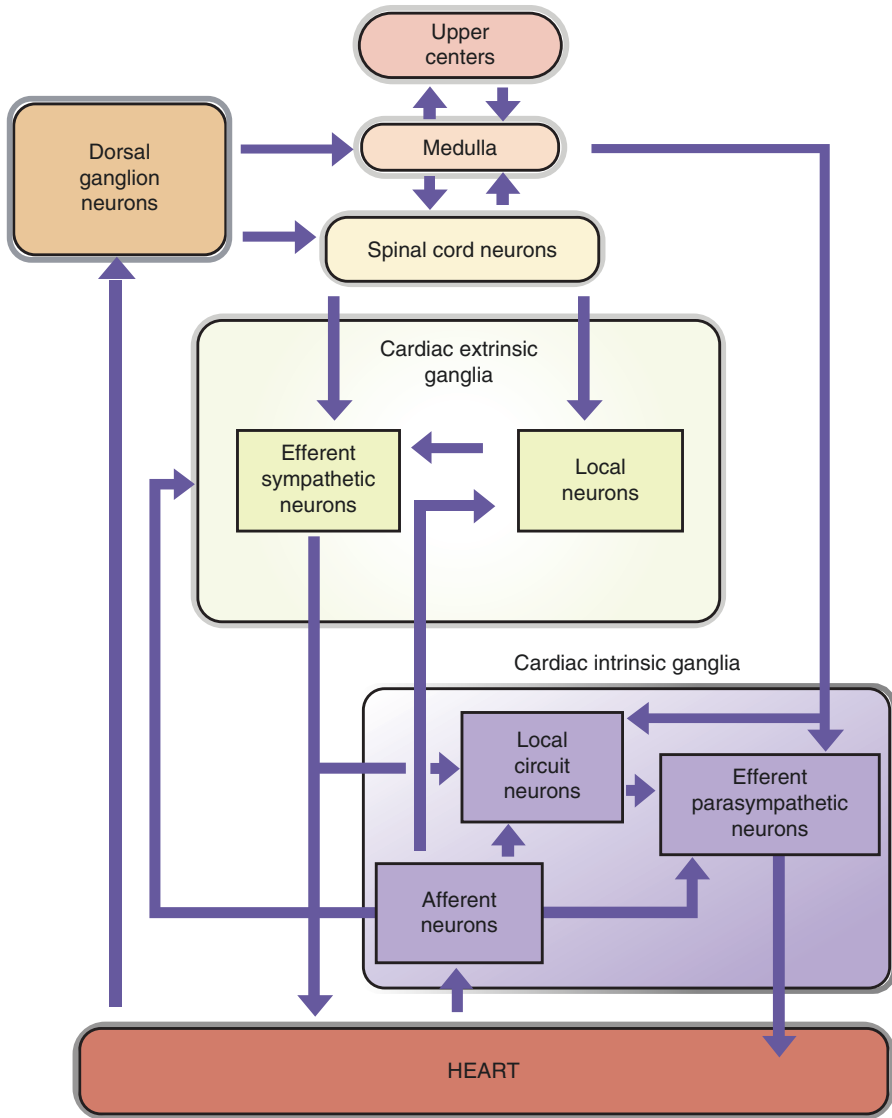 Upper
centers
Dorsal
ganglion
neurons
Medulla
Spinal cord neurons
Cardiac extrinsic
ganglia
Efferent
sympathetic
neurons
Local
neurons
Cardiac intrinsic ganglia
Local
circuit
neurons
Efferent
parasympathetic
neurons
Afferent
neurons
HEART